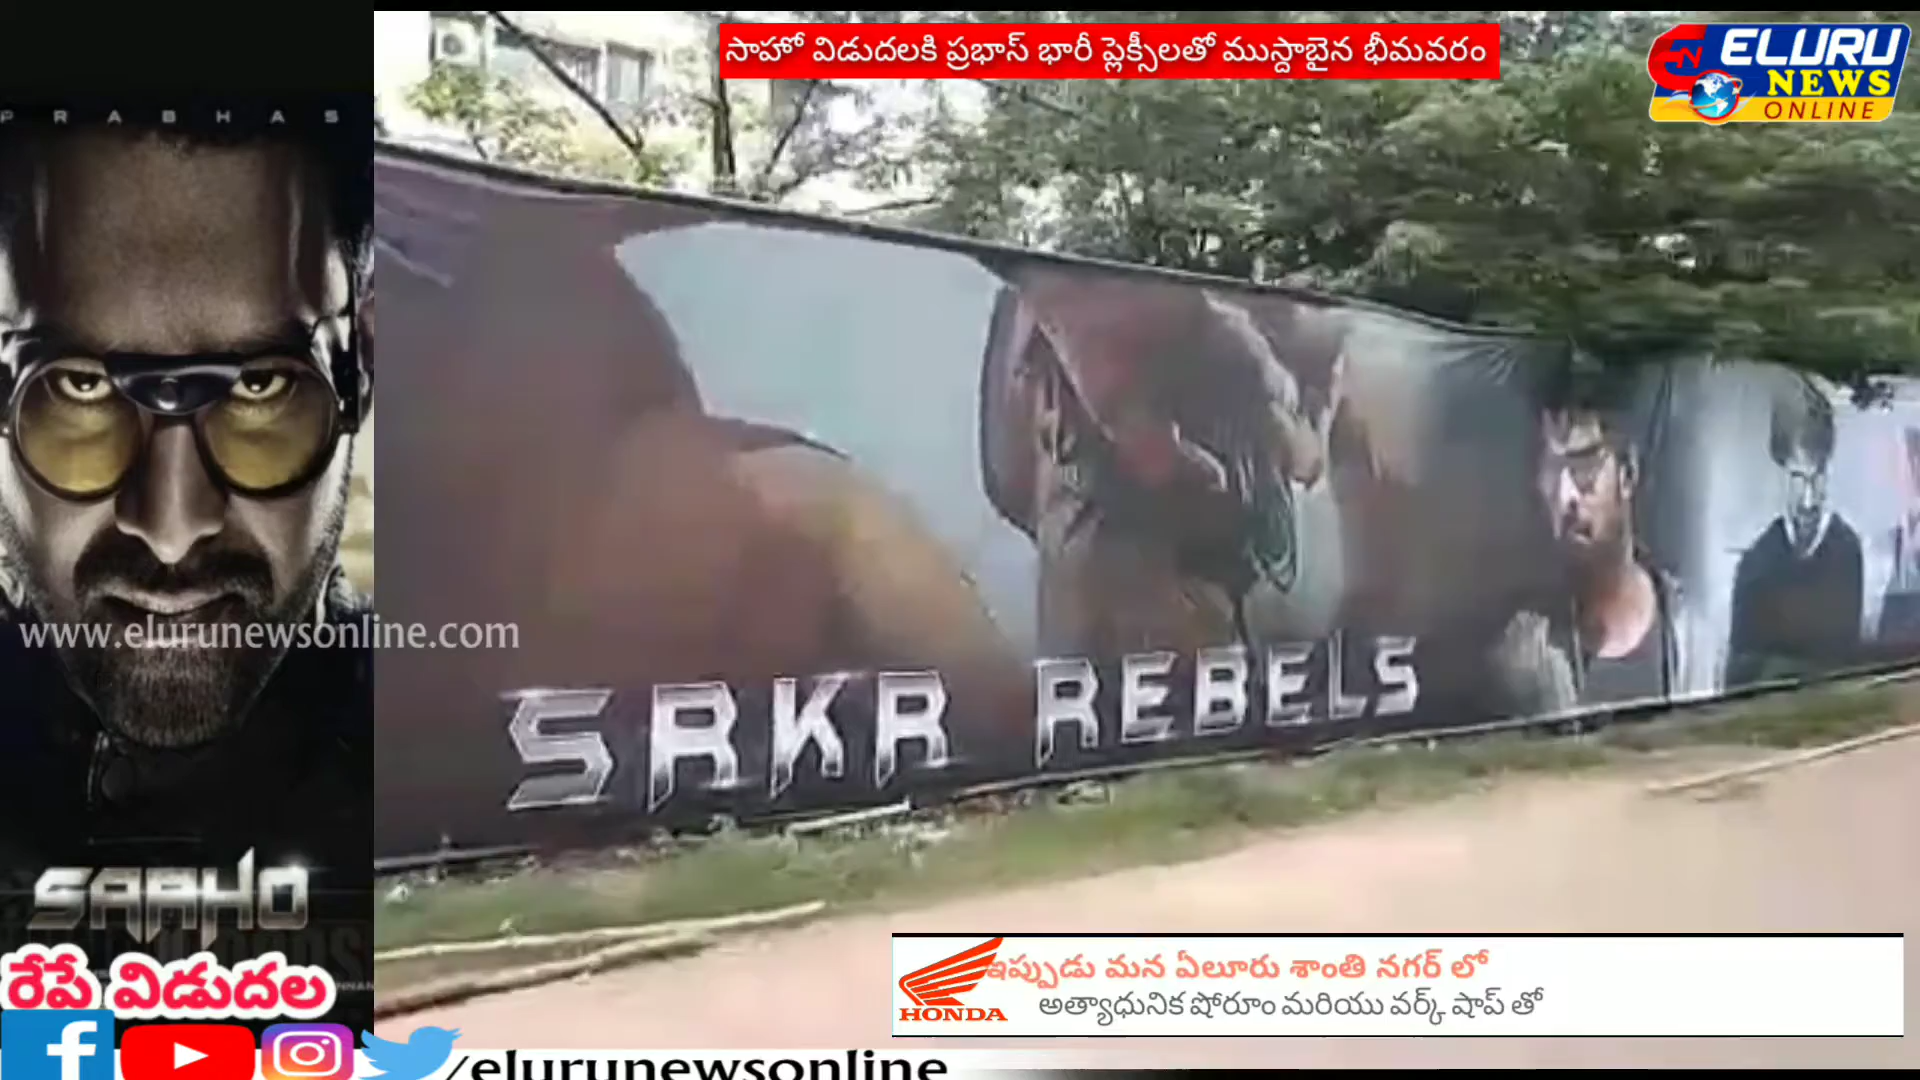 సాహో విడుదలకి ప్రభాస్ భారీ ప్లెక్సీలతో ముస్తాబైన భీమవరం
ELURU
NEWS
ONLINE
PRABHAS
www.elurunewsonline.com
SRKR REBELS
SAAHO
రేపే విడుదల
ఇప్పుడు మన ఏలూరు శాంతి నగర్ లో
అత్యాధునిక షోరూం మరియు వర్క్ షాప్ తో
HONDA
/elurunewsonline